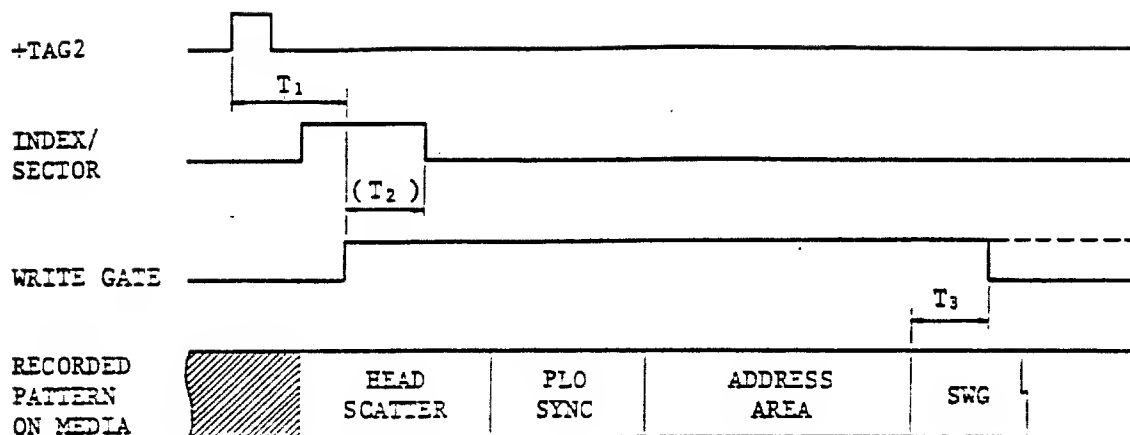 +TAG2
T₁
INDEX/
SECTOR
(T₂)
WRITE GATE
T₃
RECORDED
PATTERN
ON MEDIA
HEAD
SCATTER
PLO
SYNC
ADDRESS
AREA
SWG